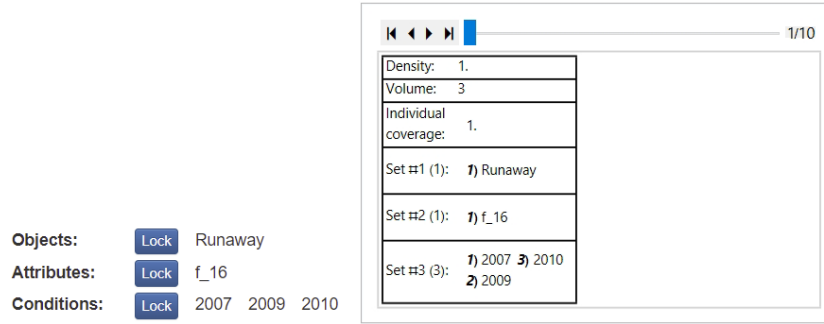 Objects: Lock Runaway
Attributes: Lock f_16
Conditions: Lock 2007 2009 2010
1/10
Density: 1.
Volume: 3
Individual
coverage: 1.
Set ⌗1 (1): 1) Runaway
Set ⌗2 (1): 1) f_16
Set ⌗3 (3): 1) 2007 3) 2010
2) 2009